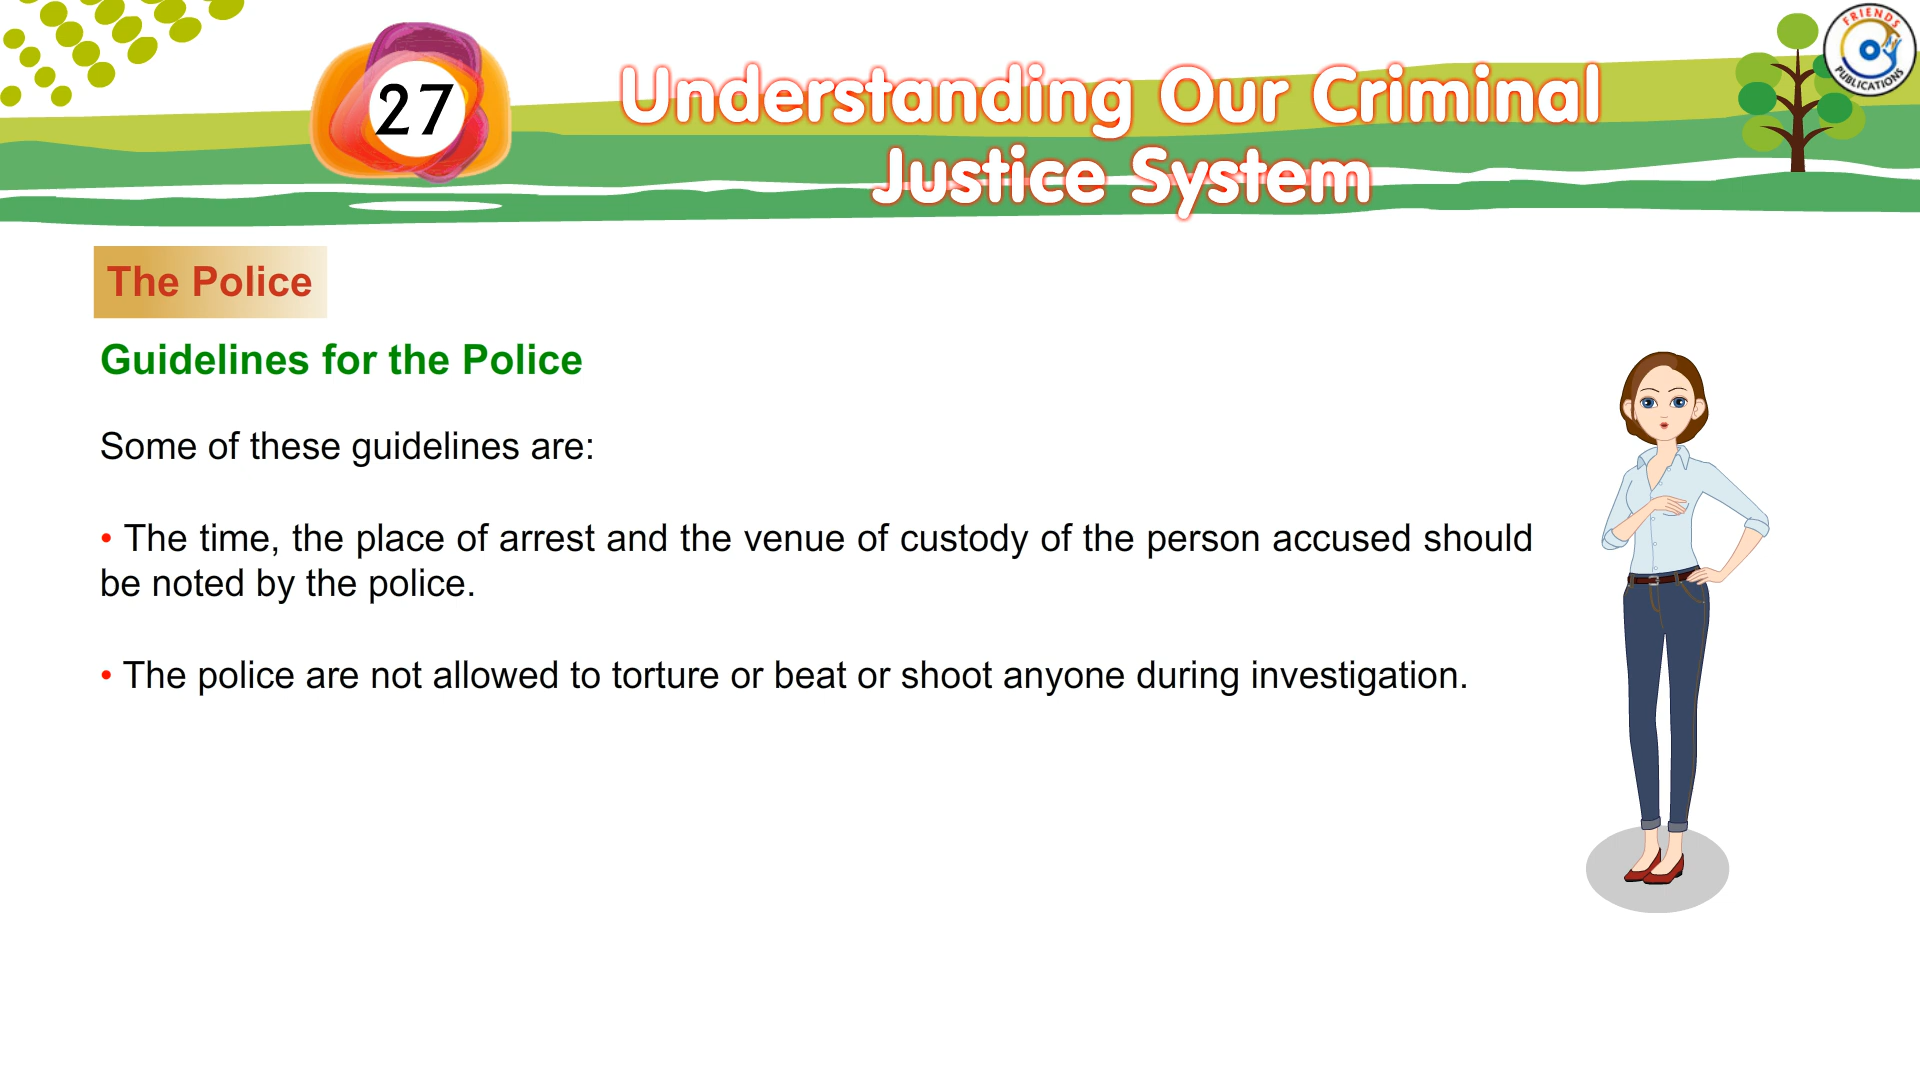 27
Understanding Our Criminal
Justice System
FRIENDS
PUBLICATIONS
The Police
Guidelines for the Police
Some of these guidelines are:
• The time, the place of arrest and the venue of custody of the person accused should
be noted by the police.
• The police are not allowed to torture or beat or shoot anyone during investigation.